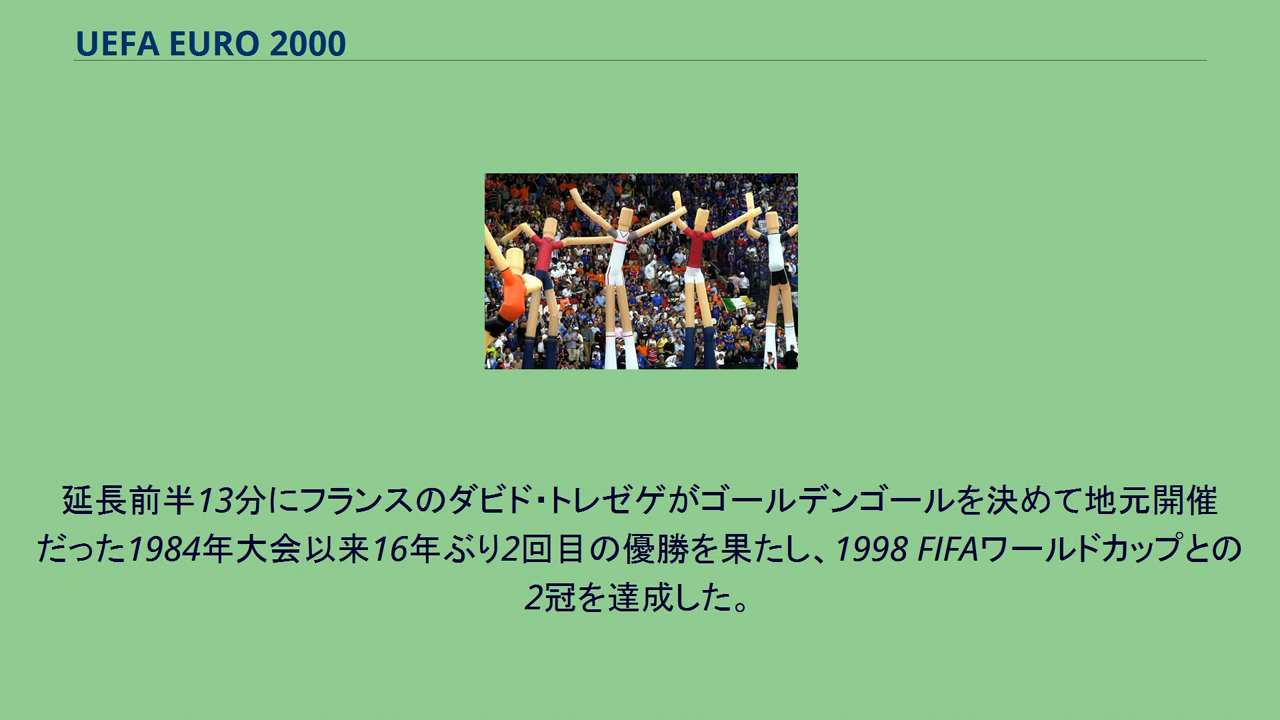 UEFA EURO 2000
延長前半13分にフランスのダビド・トレゼゲがゴールデンゴールを決めて地元開催
だった1984年大会以来16年ぶり2回目の優勝を果たし、1998 FIFAワールドカップとの
2冠を達成した。